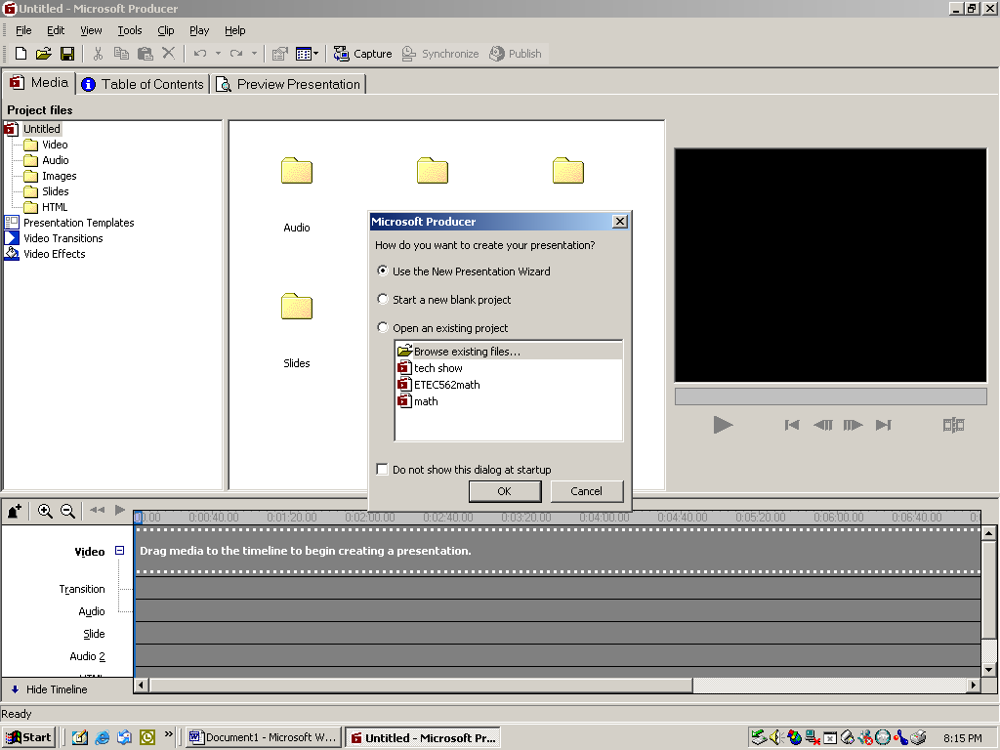 Untitled - Microsoft Producer
File Edit View Tools Clip Play Help
Capture Synchronize Publish
Media Table of Contents Preview Presentation
Project files
Untitled
Video
Audio
Images
Slides
HTML
Presentation Templates
Video Transitions
Video Effects
Audio
Slides
Microsoft Producer
How do you want to create your presentation?
Use the New Presentation Wizard
Start a new blank project
Open an existing project
Browse existing files...
tech show
ETEC562math
math
Do not show this dialog at startup
OK Cancel
0:00:40.00 0:01:20.00 0:02:00.00 0:02:40.00 0:03:20.00 0:04:00.00 0:04:40.00 0:05:20.00 0:06:00.00 0:06:40.00
Video Drag media to the timeline to begin creating a presentation.
Transition
Audio
Slide
Audio 2
HTML
Hide Timeline
Ready
Start Document1 - Microsoft W... Untitled - Microsoft Pr... 8:15 PM